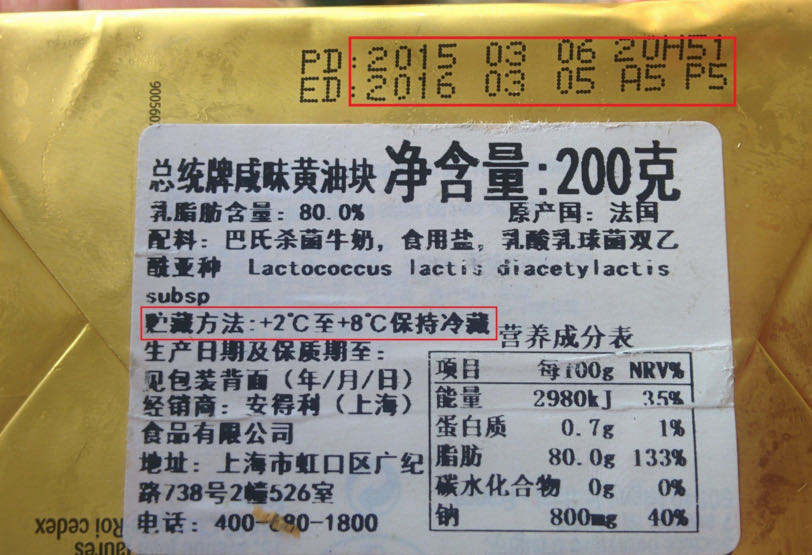 PD:2015 03 06 20H51
ED:2016 03 05 A5 P5
900560
总统牌咸味黄油块 净含量:200克
乳脂肪含量: 80.0% 原产国: 法国
配料: 巴氏杀菌牛奶, 食用盐, 乳酸乳球菌双乙
酰亚种 Lactococcus lactis diacetylactis
subsp
贮藏方法:+2℃至+8℃保持冷藏
生产日期及保质期至:
见包装背面 (年/月/日)
经销商: 安得利 (上海)
食品有限公司
地址: 上海市虹口区广纪
路738号2幢526室
电话: 400-680-1800
营养成分表
项目 每100g NRV%
能量 2980kJ 35%
蛋白质 0.7g 1%
脂肪 80.0g 133%
碳水化合物 0g 0%
钠 800mg 40%
Roi cedex